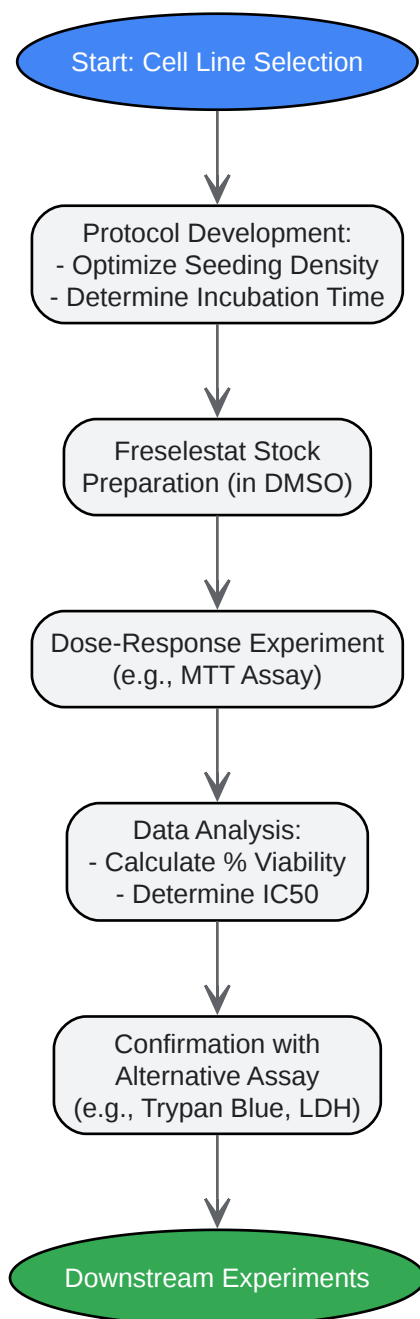 Start: Cell Line Selection
Protocol Development:
- Optimize Seeding Density
- Determine Incubation Time
Freselestat Stock
Preparation (in DMSO)
Dose-Response Experiment
(e.g., MTT Assay)
Data Analysis:
- Calculate % Viability
- Determine IC50
Confirmation with
Alternative Assay
(e.g., Trypan Blue, LDH)
Downstream Experiments